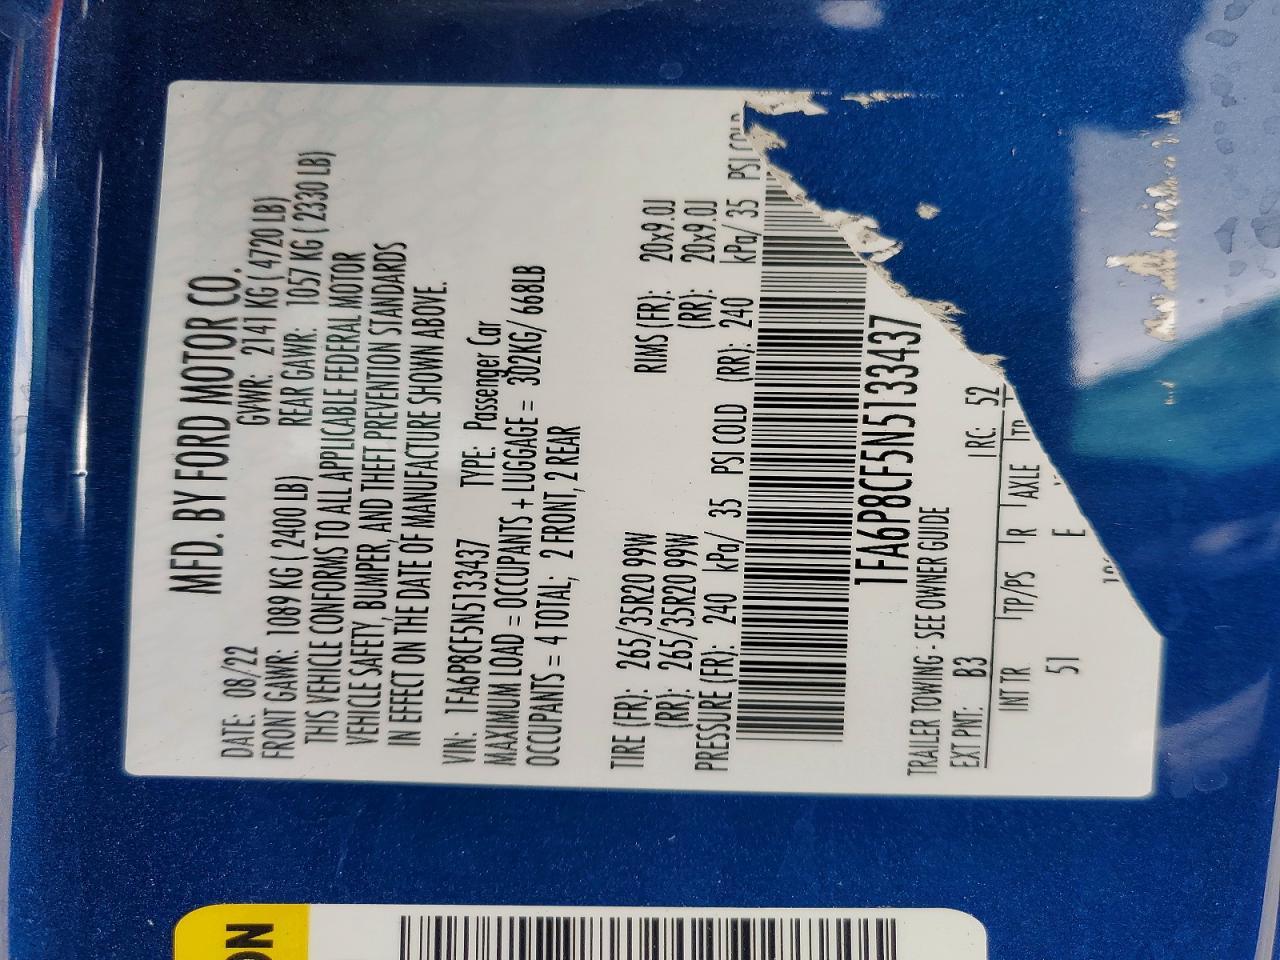 MFD. BY FORD MOTOR CO.
DATE: 08/22 GVWR: 2141 KG ( 4720 LB)
FRONT GAWR: 1089 KG ( 2400 LB) REAR GAWR: 1057 KG ( 2330 LB)
THIS VEHICLE CONFORMS TO ALL APPLICABLE FEDERAL MOTOR
VEHICLE SAFETY, BUMPER, AND THEFT PREVENTION STANDARDS
IN EFFECT ON THE DATE OF MANUFACTURE SHOWN ABOVE.
VIN: 1FA6P8CF5N5133437 TYPE: Passenger Car
MAXIMUM LOAD = OCCUPANTS + LUGGAGE = 302KG/ 668LB
OCCUPANTS = 4 TOTAL; 2 FRONT, 2 REAR
TIRE (FR): 265/35R20 99W RIMS (FR): 20x9.0J
(RR): 265/35R20 99W (RR): 20x9.0J
PRESSURE (FR): 240 kPa/ 35 PSI COLD (RR): 240 kPa/ 35 PSI COLD
1FA6P8CF5N5133437
TRAILER TOWING - SEE OWNER GUIDE
EXT PNT: B3 RC: 52
INT TR TP/PS R AXLE TR
51 E
ON